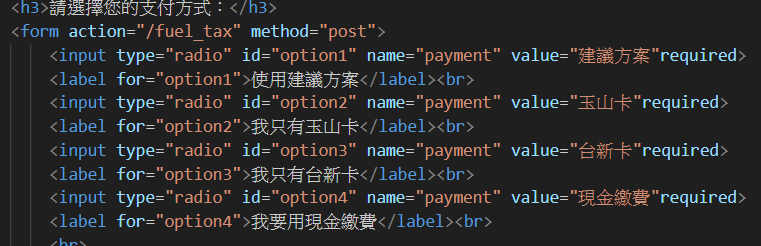 <h3>請選擇您的支付方式：</h3>
<form action="/fuel_tax" method="post">
<input type="radio" id="option1" name="payment" value="建議方案"required>
<label for="option1">使用建議方案</label><br>
<input type="radio" id="option2" name="payment" value="玉山卡"required>
<label for="option2">我只有玉山卡</label><br>
<input type="radio" id="option3" name="payment" value="台新卡"required>
<label for="option3">我只有台新卡</label><br>
<input type="radio" id="option4" name="payment" value="現金繳費"required>
<label for="option4">我要用現金繳費</label><br>
<br>